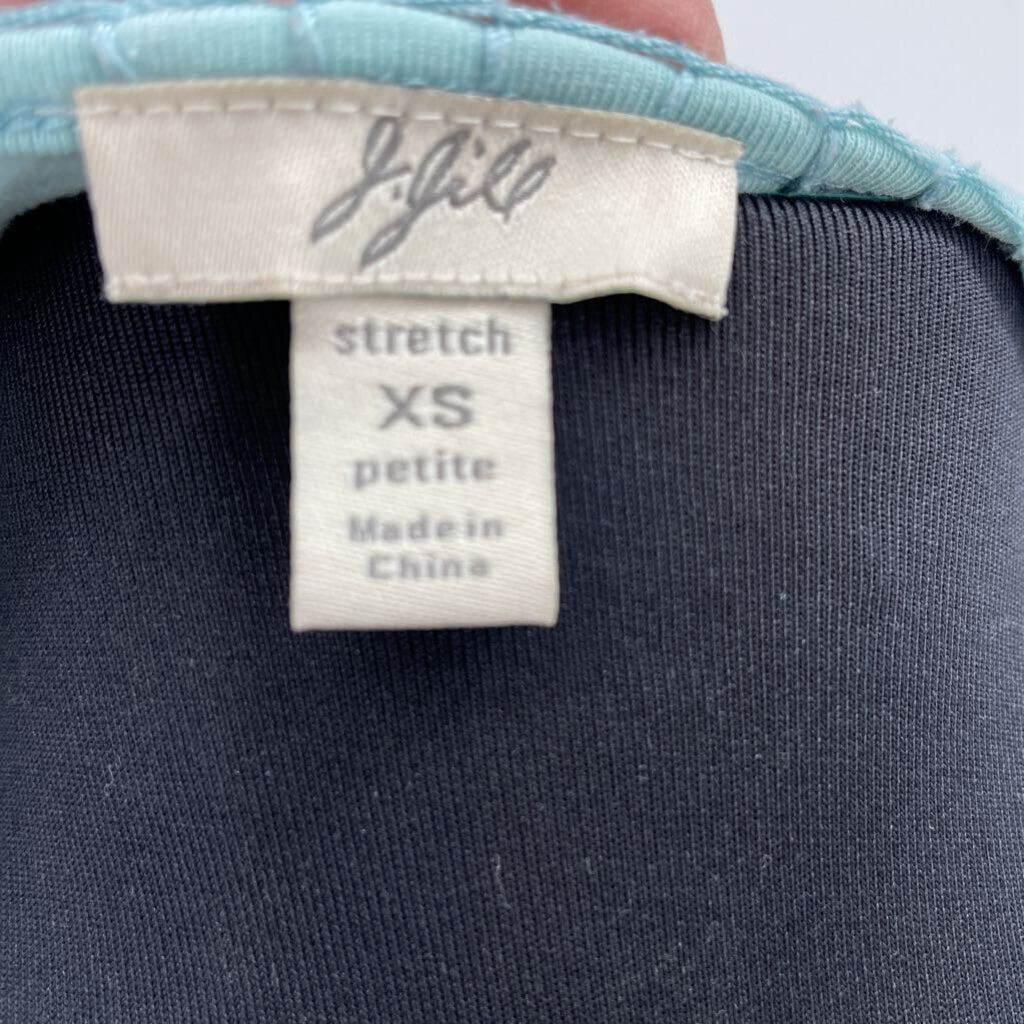 J.Jill
stretch
XS
petite
Made in
China